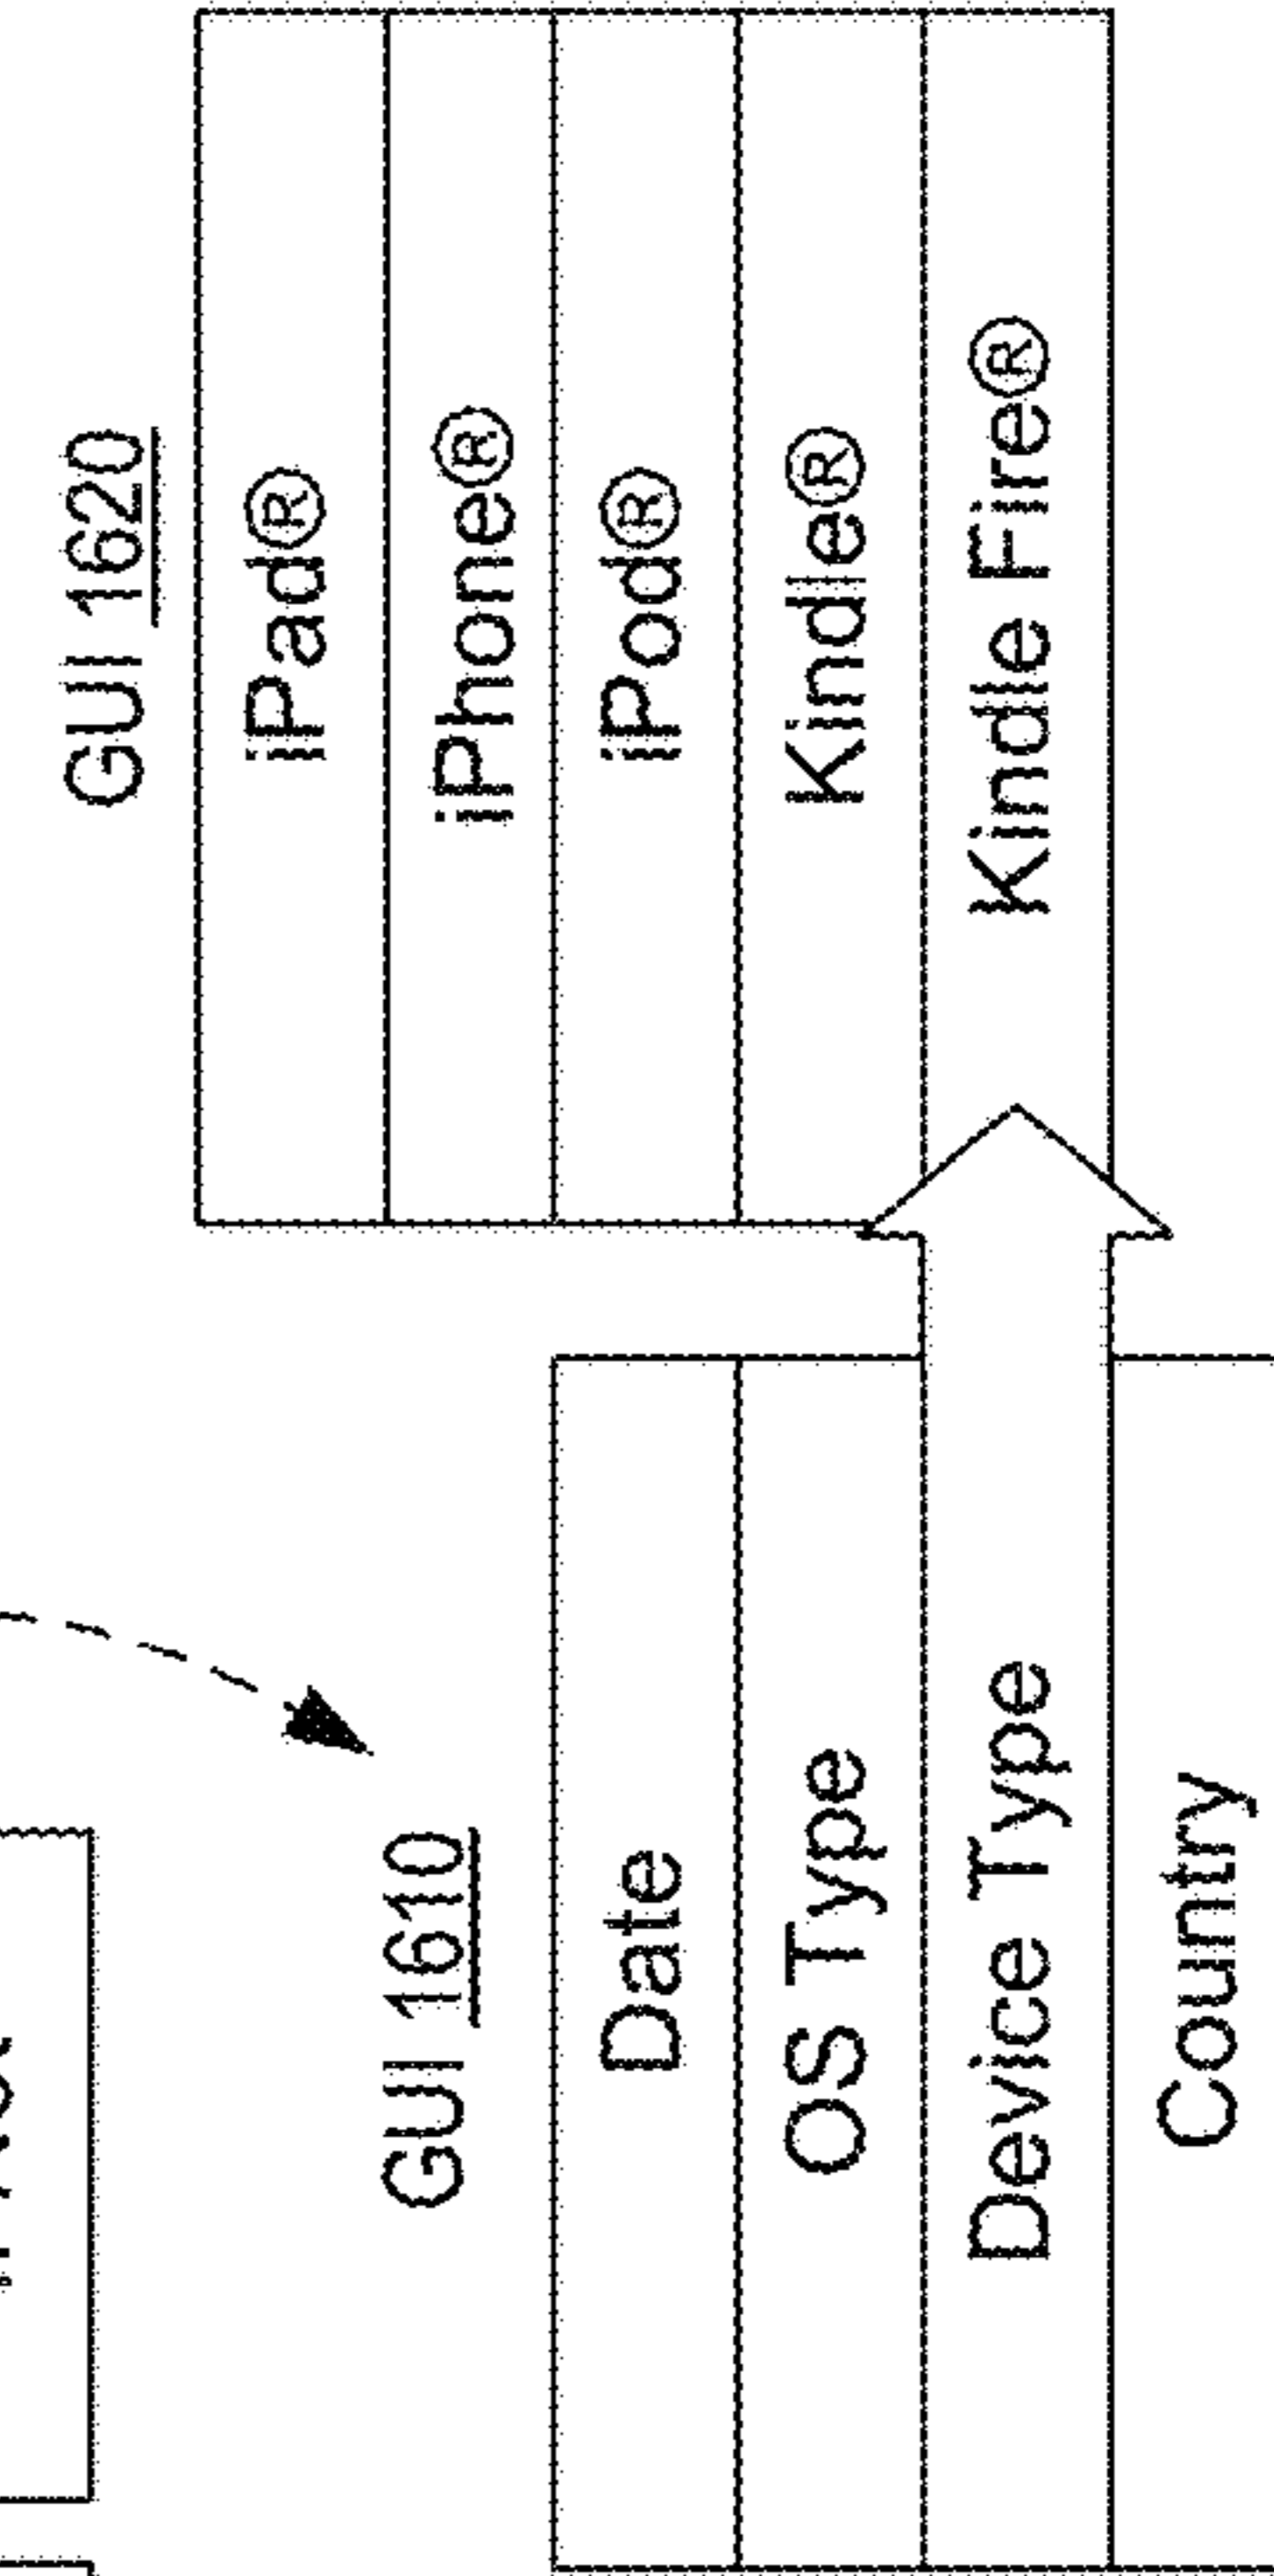 GUI 1620
iPad®
iPhone®
iPod®
Kindle®
Kindle Fire®
GUI 1610
Date
OS Type
Device Type
Country